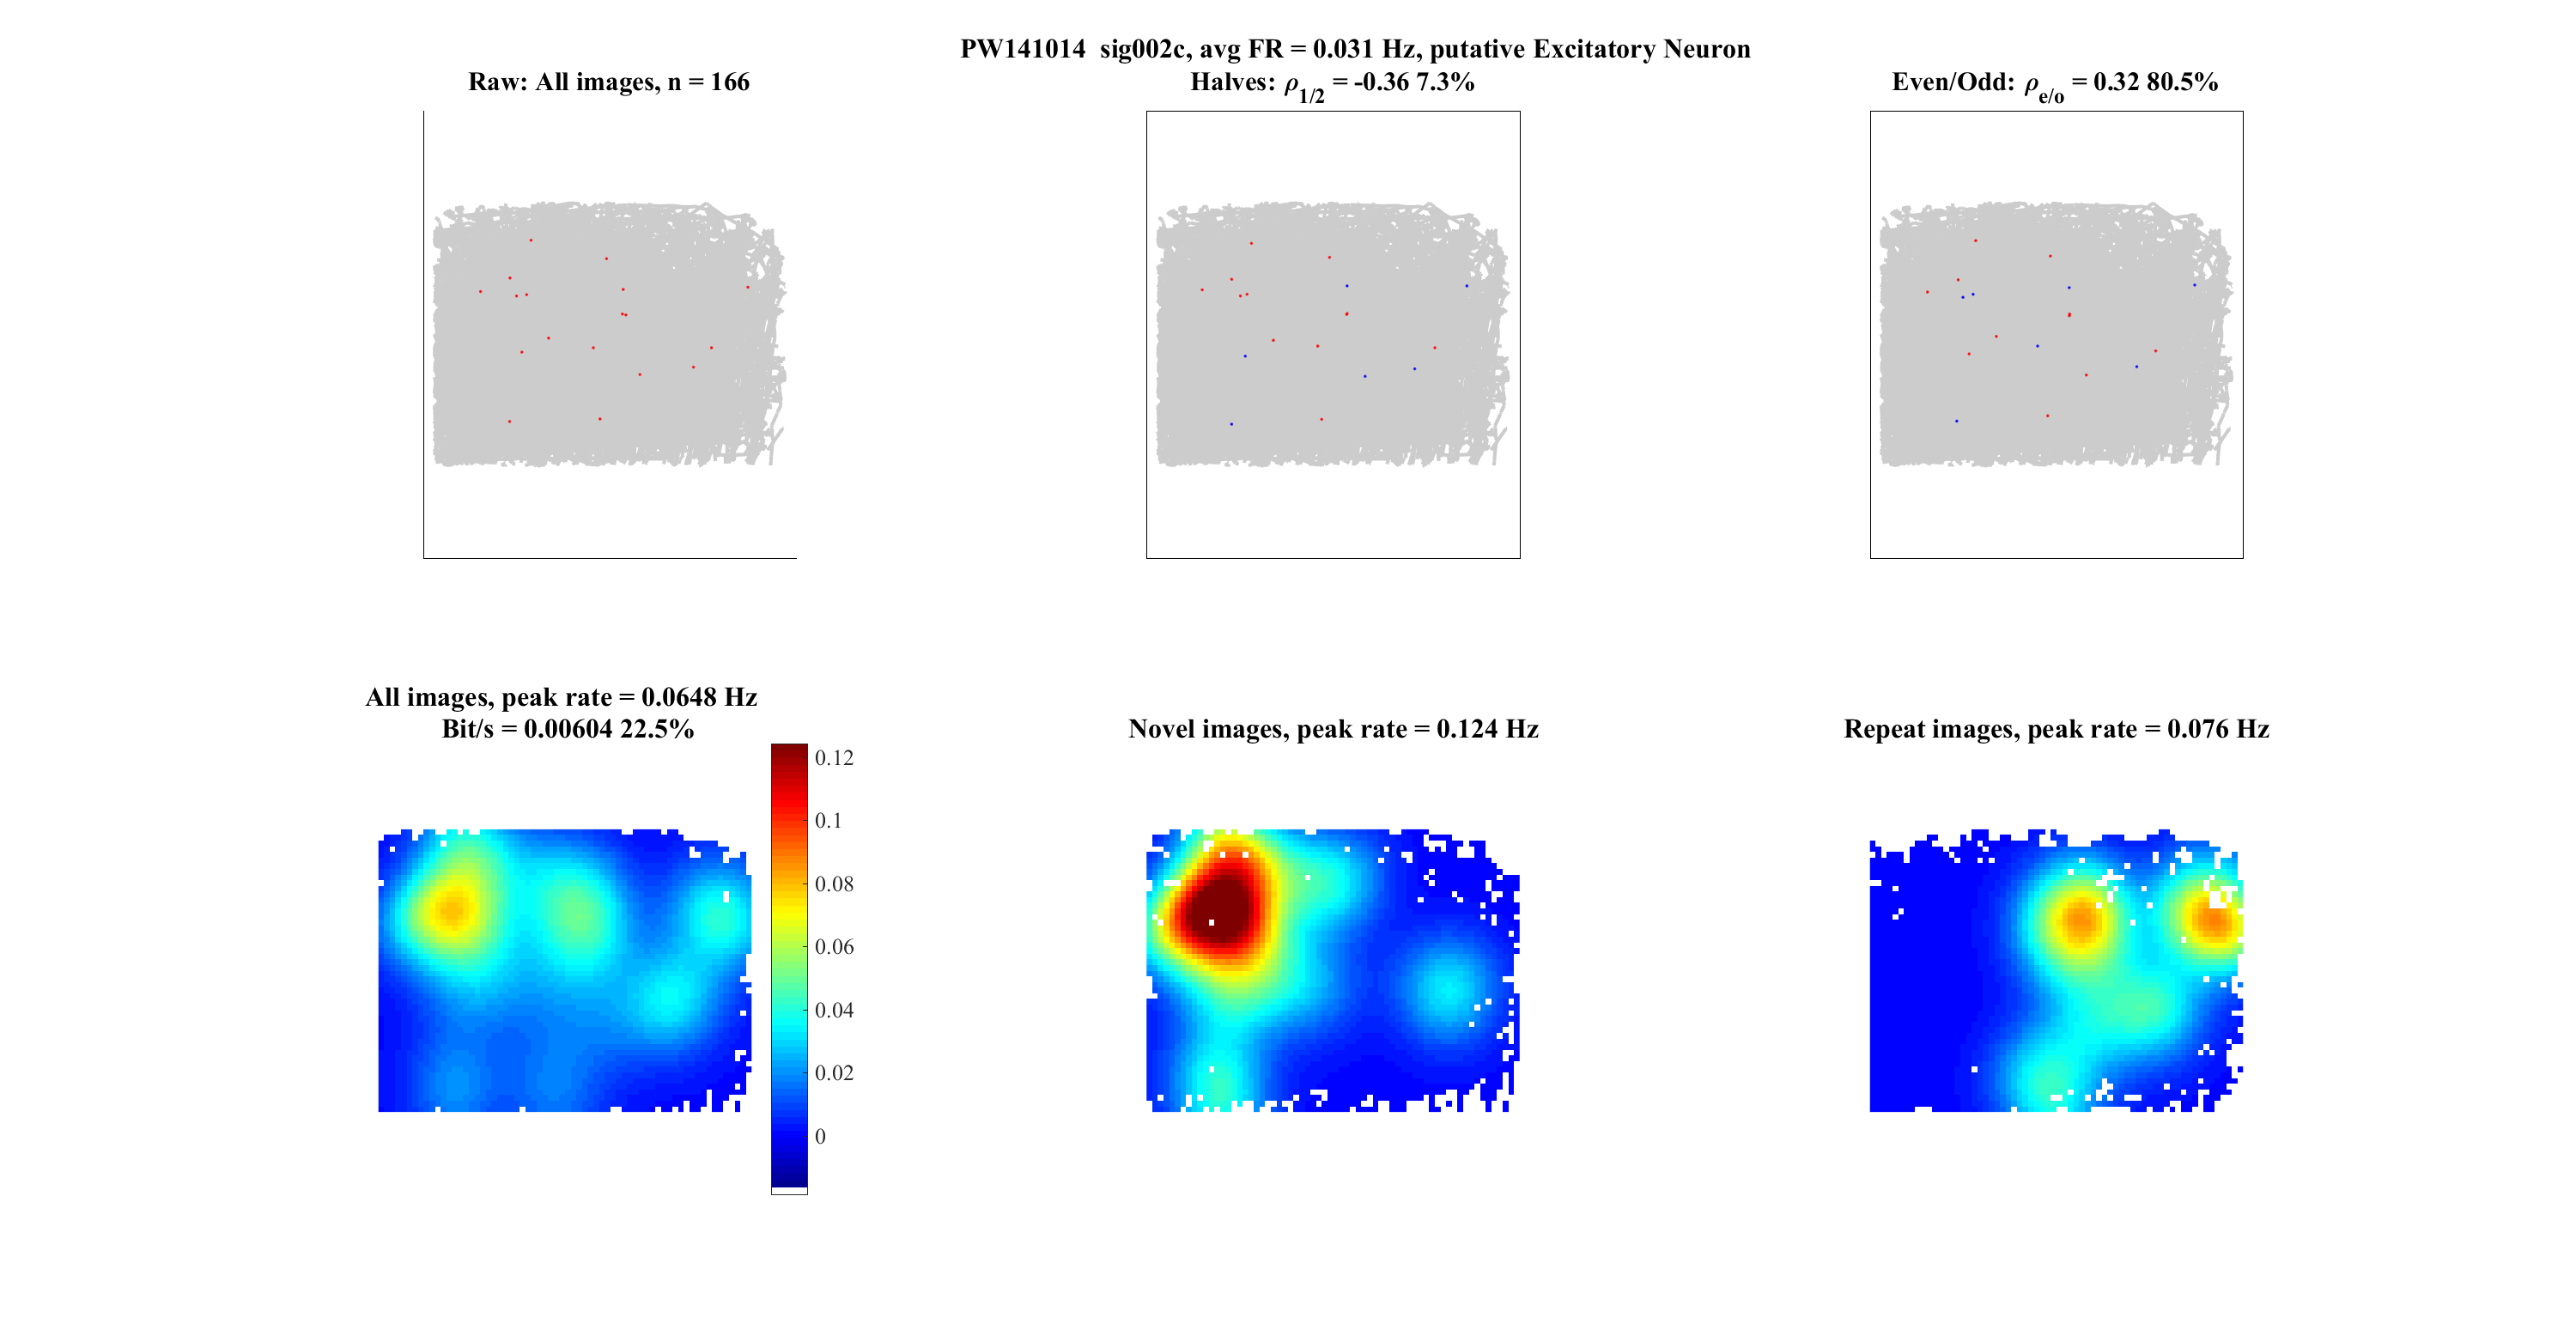 PW141014 sig002c, avg FR = 0.031 Hz, putative Excitatory Neuron
Raw: All images, n = 166
Halves: ρ1/2 = -0.36 7.3%
Even/Odd: ρe/o = 0.32 80.5%
All images, peak rate = 0.0648 Hz
Bit/s = 0.00604 22.5%
Novel images, peak rate = 0.124 Hz
Repeat images, peak rate = 0.076 Hz
0.12
0.1
0.08
0.06
0.04
0.02
0